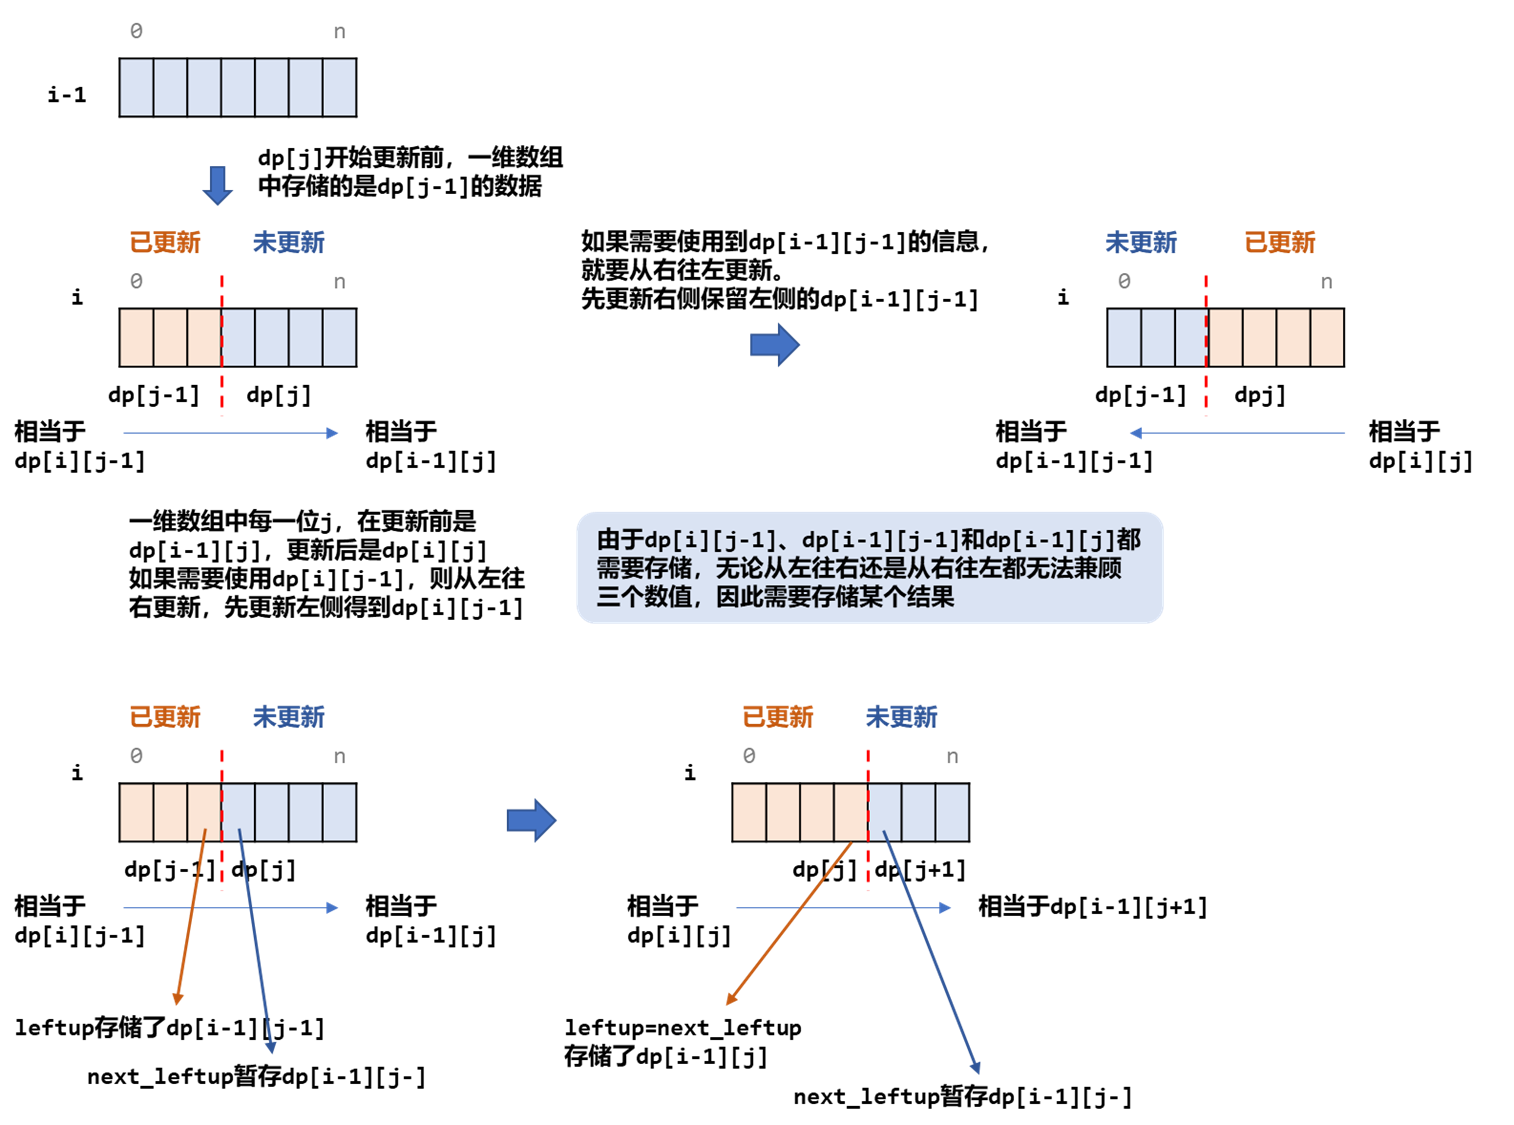 0 n
i-1
dp[j]开始更新前，一维数组
中存储的是dp[j-1]的数据
已更新 未更新
0 n
i
dp[j-1] dp[j]
相当于
dp[i][j-1]
相当于
dp[i-1][j]
如果需要使用到dp[i-1][j-1]的信息，
就要从右往左更新。
先更新右侧保留左侧的dp[i-1][j-1]
未更新 已更新
0 n
i
dp[j-1] dpj]
相当于
dp[i-1][j-1]
相当于
dp[i][j]
一维数组中每一位j，在更新前是
dp[i-1][j]，更新后是dp[i][j]
如果需要使用dp[i][j-1]，则从左往
右更新，先更新左侧得到dp[i][j-1]
由于dp[i][j-1]、dp[i-1][j-1]和dp[i-1][j]都
需要存储，无论从左往右还是从右往左都无法兼顾
三个数值，因此需要存储某个结果
已更新 未更新
0 n
i
dp[j-1] dp[j]
相当于
dp[i][j-1]
相当于
dp[i-1][j]
leftup存储了dp[i-1][j-1]
next_leftup暂存dp[i-1][j-]
已更新 未更新
0 n
i
dp[j] dp[j+1]
相当于
dp[i][j]
相当于dp[i-1][j+1]
leftup=next_leftup
存储了dp[i-1][j]
next_leftup暂存dp[i-1][j-]